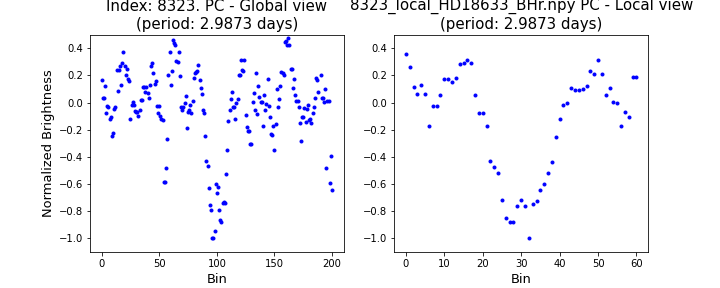 Index: 8323. PC - Global view
(period: 2.9873 days)
8323_local_HD18633_BHr.npy PC - Local view
(period: 2.9873 days)
Normalized Brightness
0.4
0.2
0.0
−0.2
−0.4
−0.6
−0.8
−1.0
0 50 100 150 200
Bin
0.4
0.2
0.0
−0.2
−0.4
−0.6
−0.8
−1.0
0 10 20 30 40 50 60
Bin